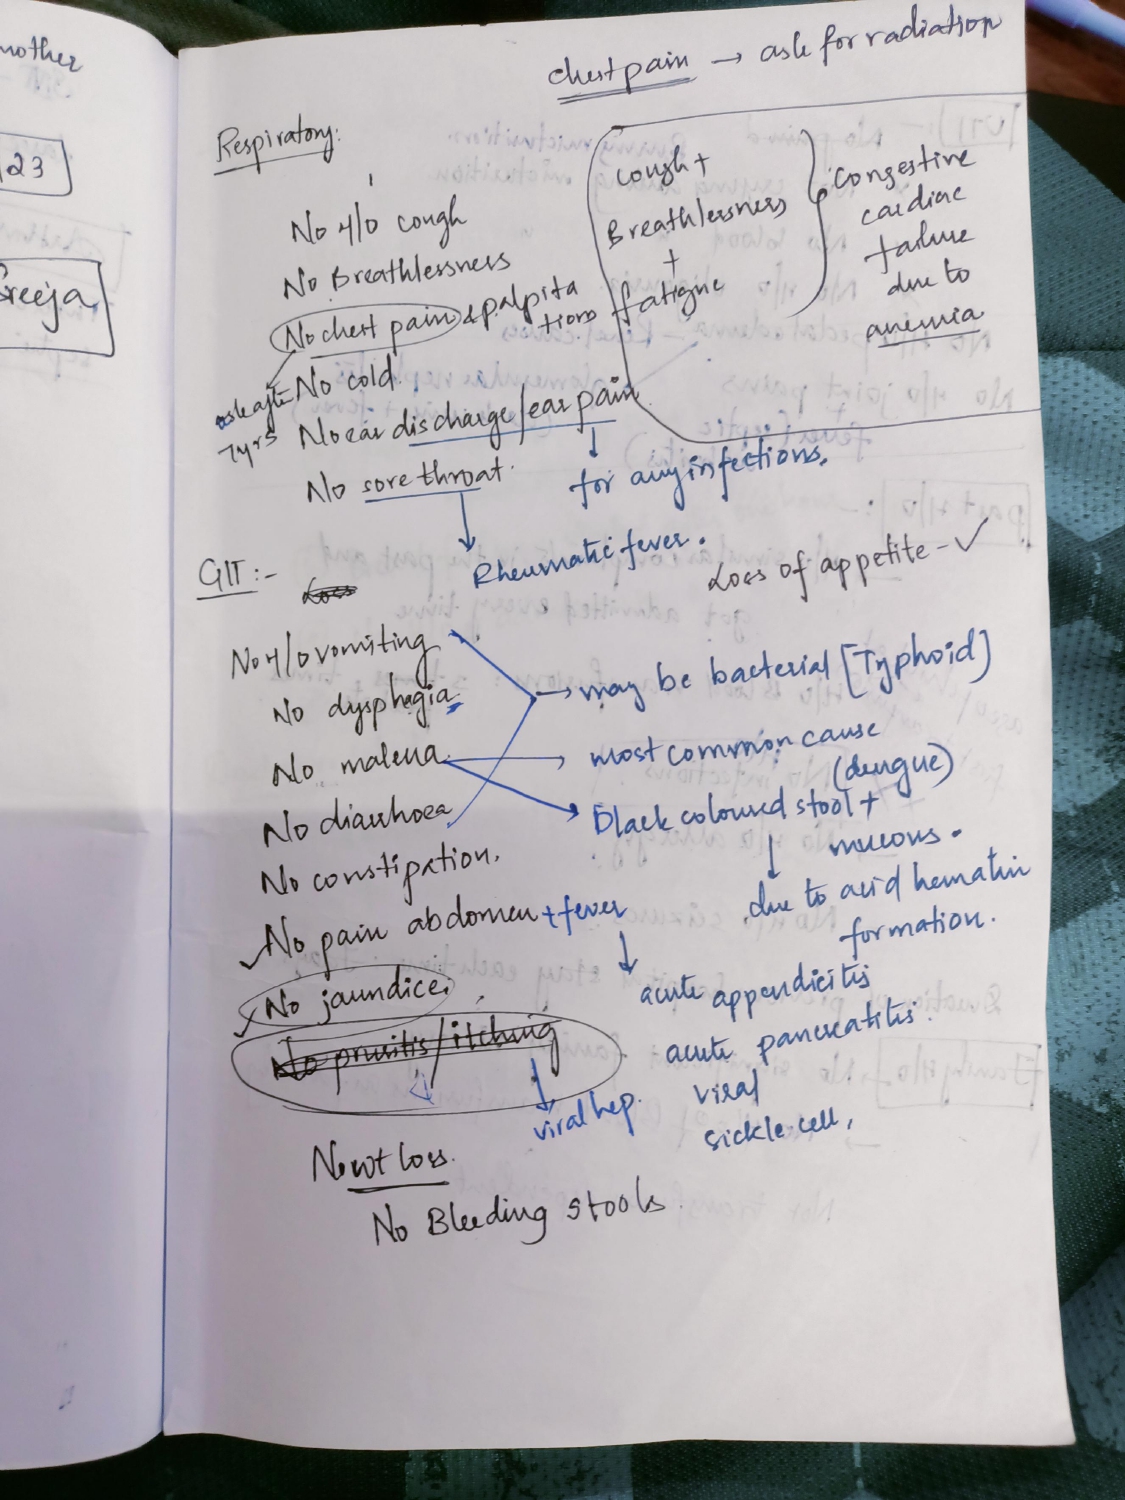 mother
23
Sreeja
chest pain → ask for radiation
Respiratory:
No H/O cough
No Breathlessness
No chest pain & palpita
tions
ask after
7yrs
No cold.
No ear discharge/ear pain
No sore throat.
cough +
Breathlessness
+
fatigue
Congestive
cardiac
failure
due to
anemia
↓
for any infections.
↓
Rheumatic fever.
GIT:-
Loss
Loss of appetite - ✓
No H/O vomiting
No dysphagia
No malena
No diarrhoea
No constipation.
✓ No pain abdomen + fever
✓ No jaundice.
No pruritis/itching
→ may be bacterial [Typhoid]
→ most common cause
(dengue)
→ Black coloured stool +
mucous.
↓
due to acid hematin
formation.
↓
acute appendicitis
acute pancreatitis.
viral
sickle cell,
↓
viral hep.
No wt loss.
No Bleeding stools.